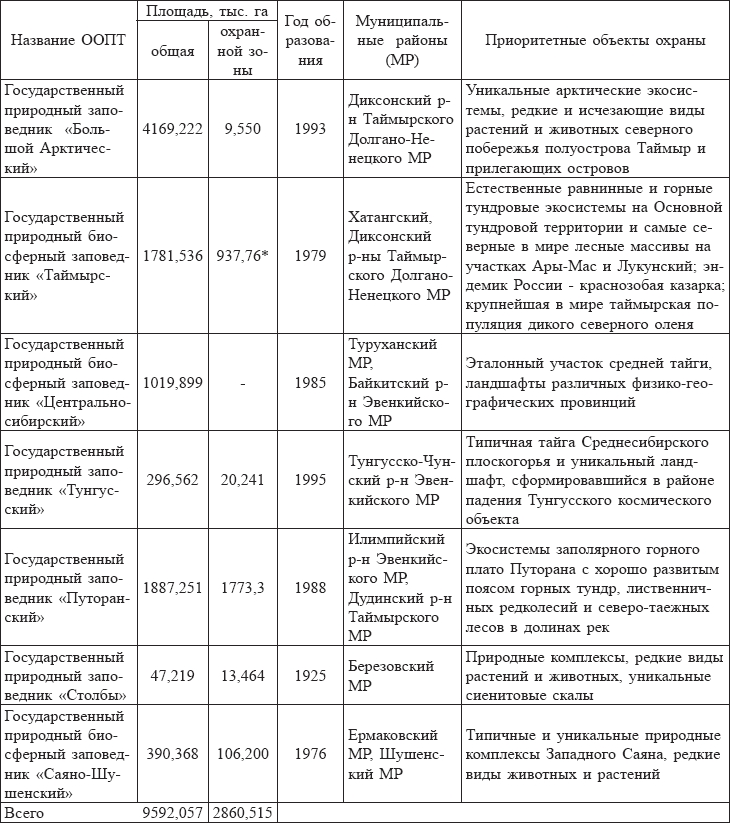 Название ООПТ
Площадь, тыс. га
общая
охран-
ной зо-
ны
Год об-
разова-
ния
Муниципаль-
ные районы
(МР)
Приоритетные объекты охраны
Государственный
природный запо-
ведник «Боль-
шой Арктичес-
кий»
4169,222
9,550
1993
Диксонский р-
н Таймырского
Долгано-Не-
нецкого МР
Уникальные арктические экосис-
темы, редкие и исчезающие виды
растений и животных северного
побережья полуострова Таймыр и
прилегающих островов
Государственный
природный био-
сферный заповед-
ник «Таймырс-
кий»
1781,536
937,76*
1979
Хатангский,
Диксонский
р-ны Таймыр-
ского Долгано-
Ненецкого МР
Естественные равнинные и горные
тундровые экосистемы на Основной
тундровой территории и самые се-
верные в мире лесные массивы на
участках Ары-Мас и Лукунский; эн-
демик России - краснозобая казарка;
крупнейшая в мире таймырская по-
пуляция дикого северного оленя
Государственный
природный био-
сферный заповед-
ник «Центрально-
сибирский»
1019,899
-
1985
Туруханский
МР,
Байкитский р-
н Эвенкийско-
го МР
Эталонный участок средней тайги,
ландшафты различных физико-гео-
графических провинций
Государственный
природный запо-
ведник «Тунгус-
ский»
296,562
20,241
1995
Тунгусско-Чун-
ский р-н Эвен-
кийского МР
Типичная тайга Среднесибирского
плоскогорья и уникальный ланд-
шафт, сформировавшийся в районе
падения Тунгусского космического
объекта
Государственный
природный запо-
ведник «Путоран-
ский»
1887,251
1773,3
1988
Илимпийский
р-н Эвенкийс-
кого МР,
Дудинский р-н
Таймырского
МР
Экосистемы заполярного горного
плато Путорана с хорошо развитым
поясом горных тундр, лиственнич-
ных редколесий и северо-таежных
лесов в долинах рек
Государственный
природный запо-
ведник «Столбы»
47,219
13,464
1925
Березовский
МР
Природные комплексы, редкие виды
растений и животных, уникальные
сиенитовые скалы
Государственный
природный био-
сферный заповед-
ник «Саяно-Шу-
шенский»
390,368
106,200
1976
Ермаковский
МР, Шушенс-
кий МР
Типичные и уникальные природные
комплексы Западного Саяна, редкие
виды животных и растений
Всего
9592,057
2860,515